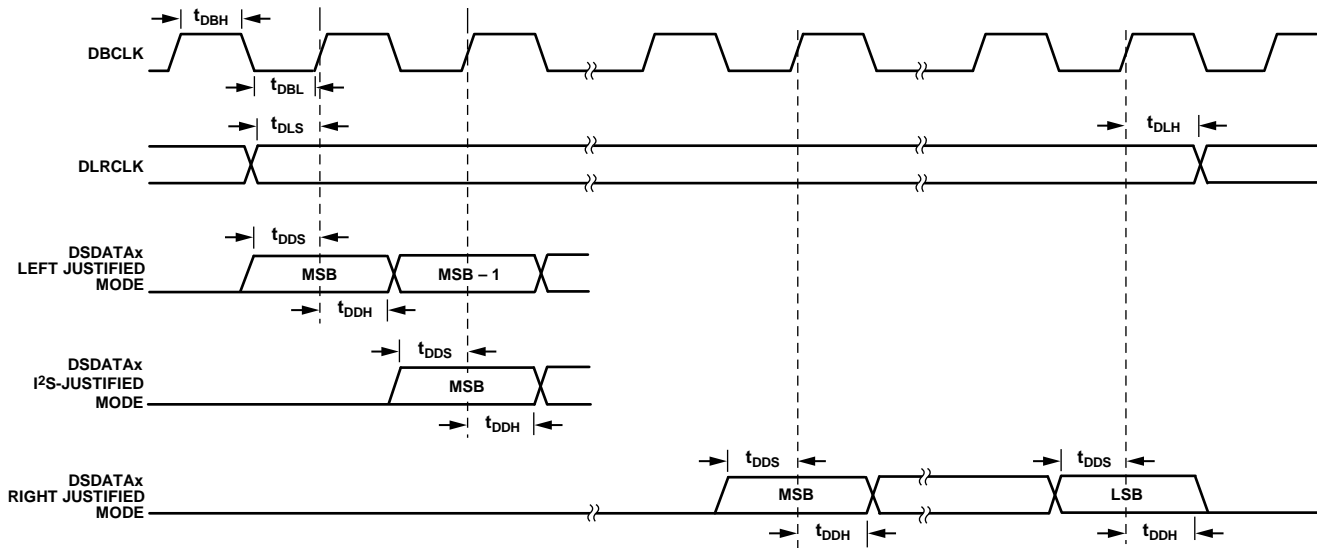 tDBH
DBCLK
tDBL
tDLS
tDLH
DLRCLK
DSDATAx
LEFT JUSTIFIED
MODE
tDDS
MSB
MSB – 1
tDDH
DSDATAx
I²S-JUSTIFIED
MODE
tDDS
MSB
tDDH
DSDATAx
RIGHT JUSTIFIED
MODE
tDDS
tDDS
MSB
LSB
tDDH
tDDH